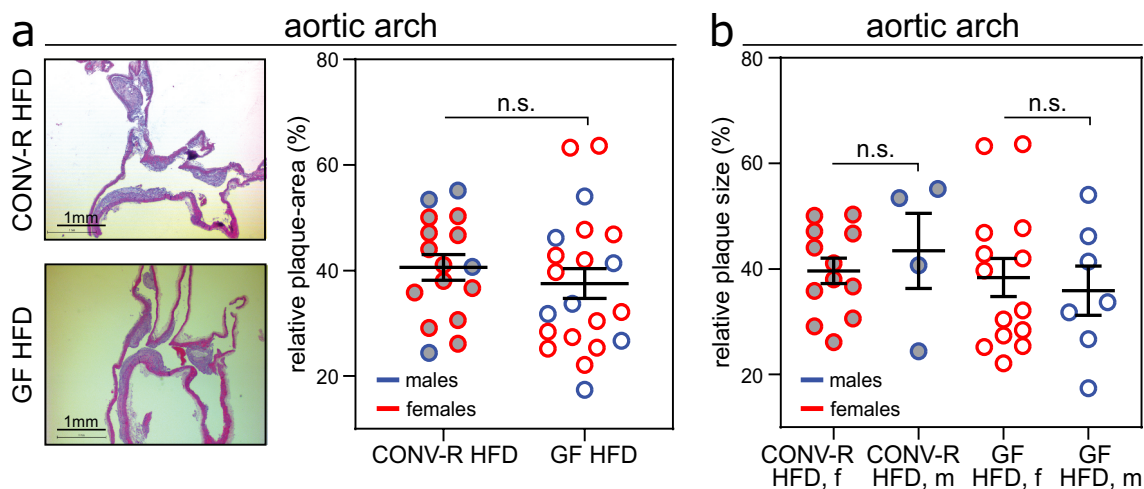 a
aortic arch
CONV-R HFD
1mm
GF HFD
1mm
relative plaque-area (%)
80
60
40
20
n.s.
males
females
CONV-R HFD
GF HFD
b
aortic arch
relative plaque size (%)
80
60
40
20
n.s.
n.s.
males
females
CONV-R
HFD, f
CONV-R
HFD, m
GF
HFD, f
GF
HFD, m